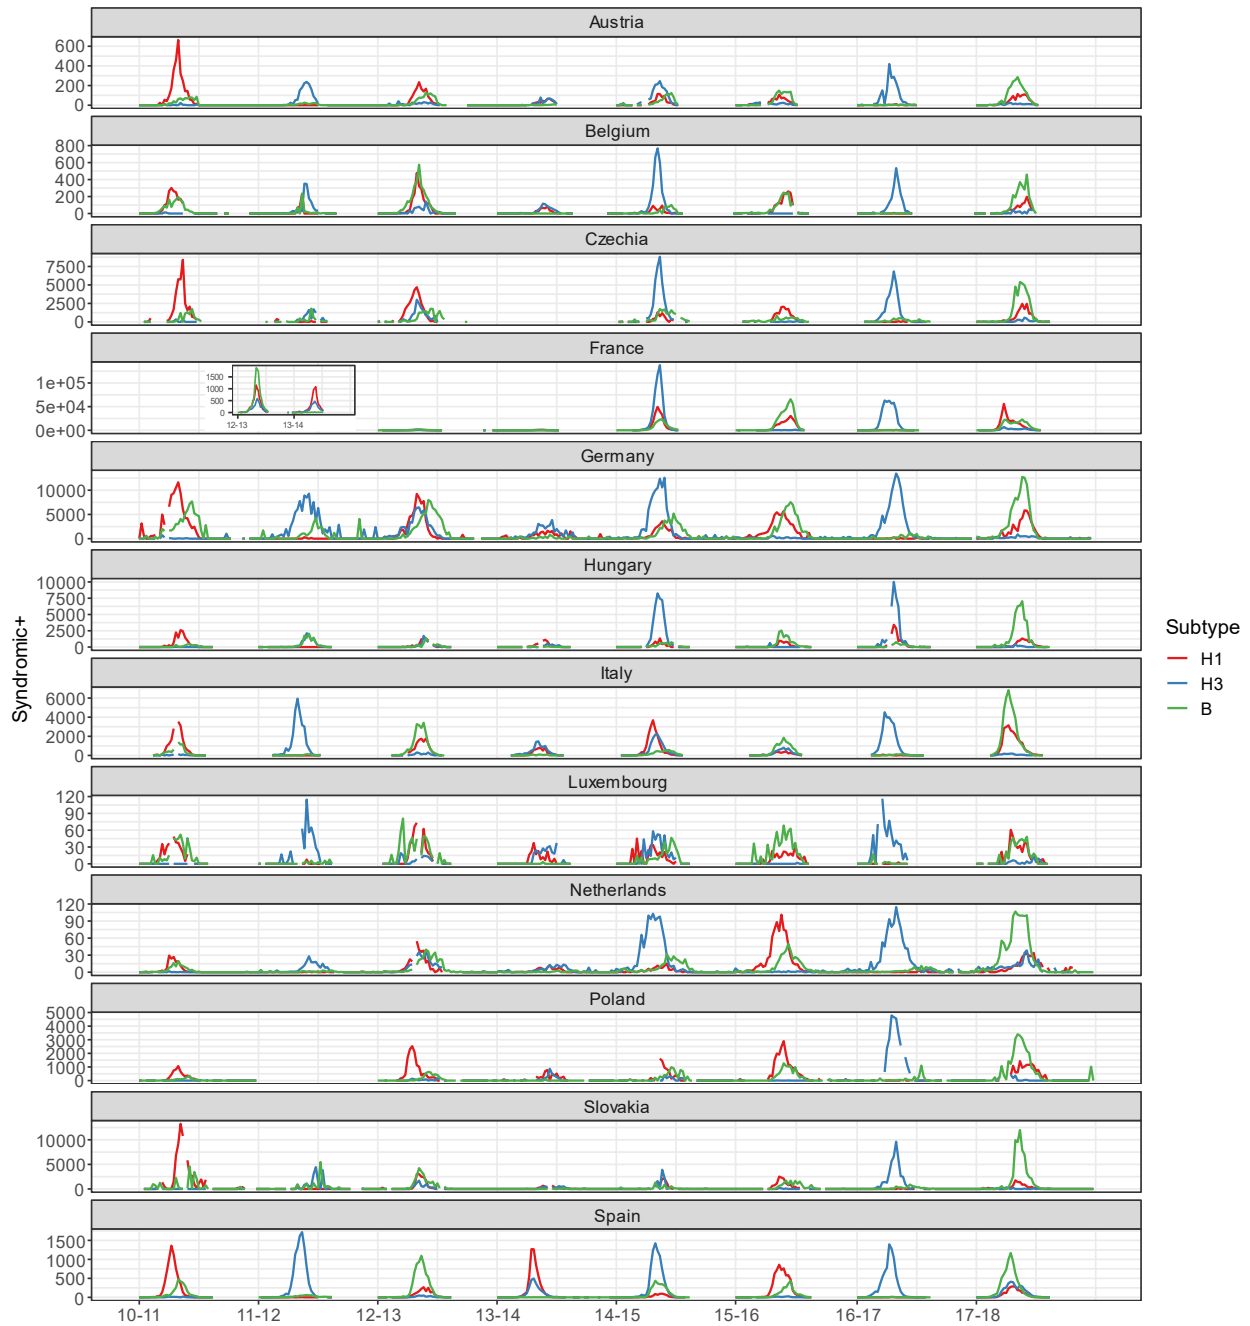 Austria
600
400
200
0
Belgium
800
600
400
200
0
Czechia
7500
5000
2500
0
France
1e+05
5e+04
0e+00
1500
1000
500
0
12-13 13-14
Germany
10000
5000
0
Hungary
10000
7500
5000
2500
0
Italy
6000
4000
2000
0
Luxembourg
120
90
60
30
0
Netherlands
120
90
60
30
0
Poland
5000
4000
3000
2000
1000
0
Slovakia
10000
5000
0
Spain
1500
1000
500
0
10-11 11-12 12-13 13-14 14-15 15-16 16-17 17-18
Syndromic+
Subtype
H1
H3
B